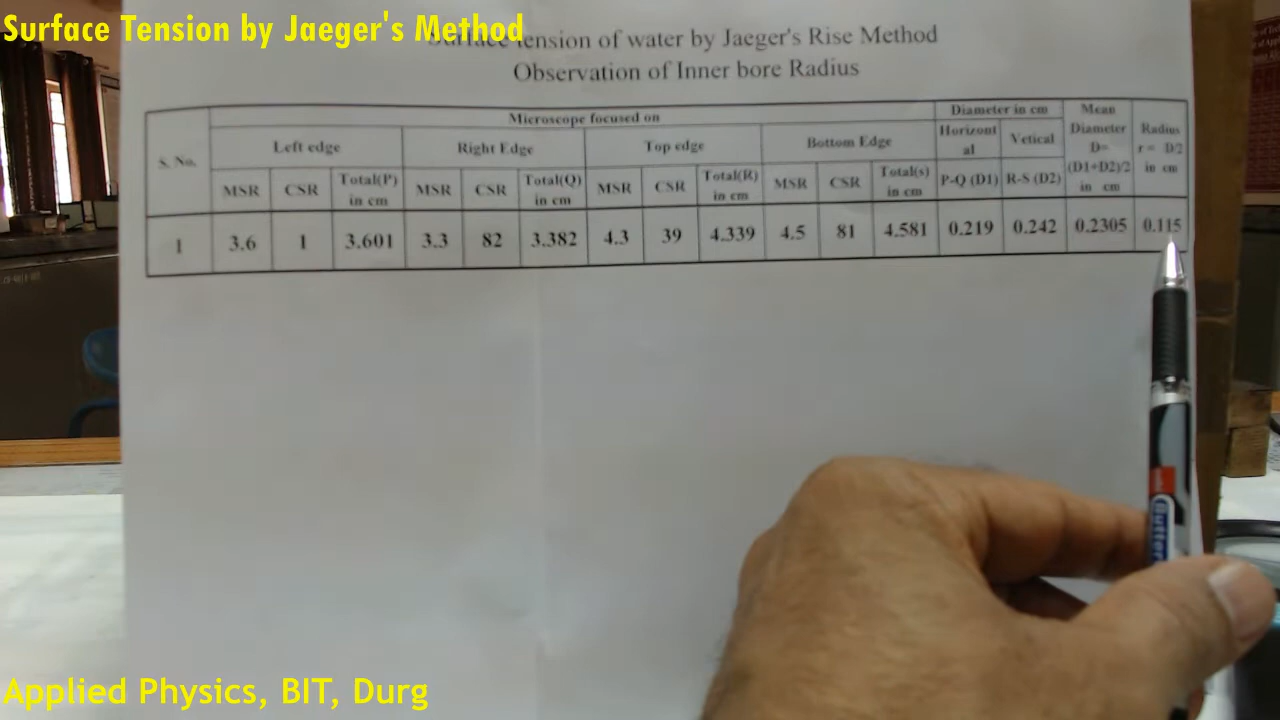 Surface Tension by Jaeger's Method
Surface tension of water by Jaeger's Rise Method
Observation of Inner bore Radius
S. No. Microscope focused on Diameter in cm Mean Diameter D= (D1+D2)/2 in cm Radius r = D/2 in cm
Left edge Right Edge Top edge Bottom Edge Horizontal Vetical
MSR CSR Total(P) in cm MSR CSR Total(Q) in cm MSR CSR Total(R) in cm MSR CSR Total(s) in cm P-Q (D1) R-S (D2)
1 3.6 1 3.601 3.3 82 3.382 4.3 39 4.339 4.5 81 4.581 0.219 0.242 0.2305 0.115
Butter
Applied Physics, BIT, Durg